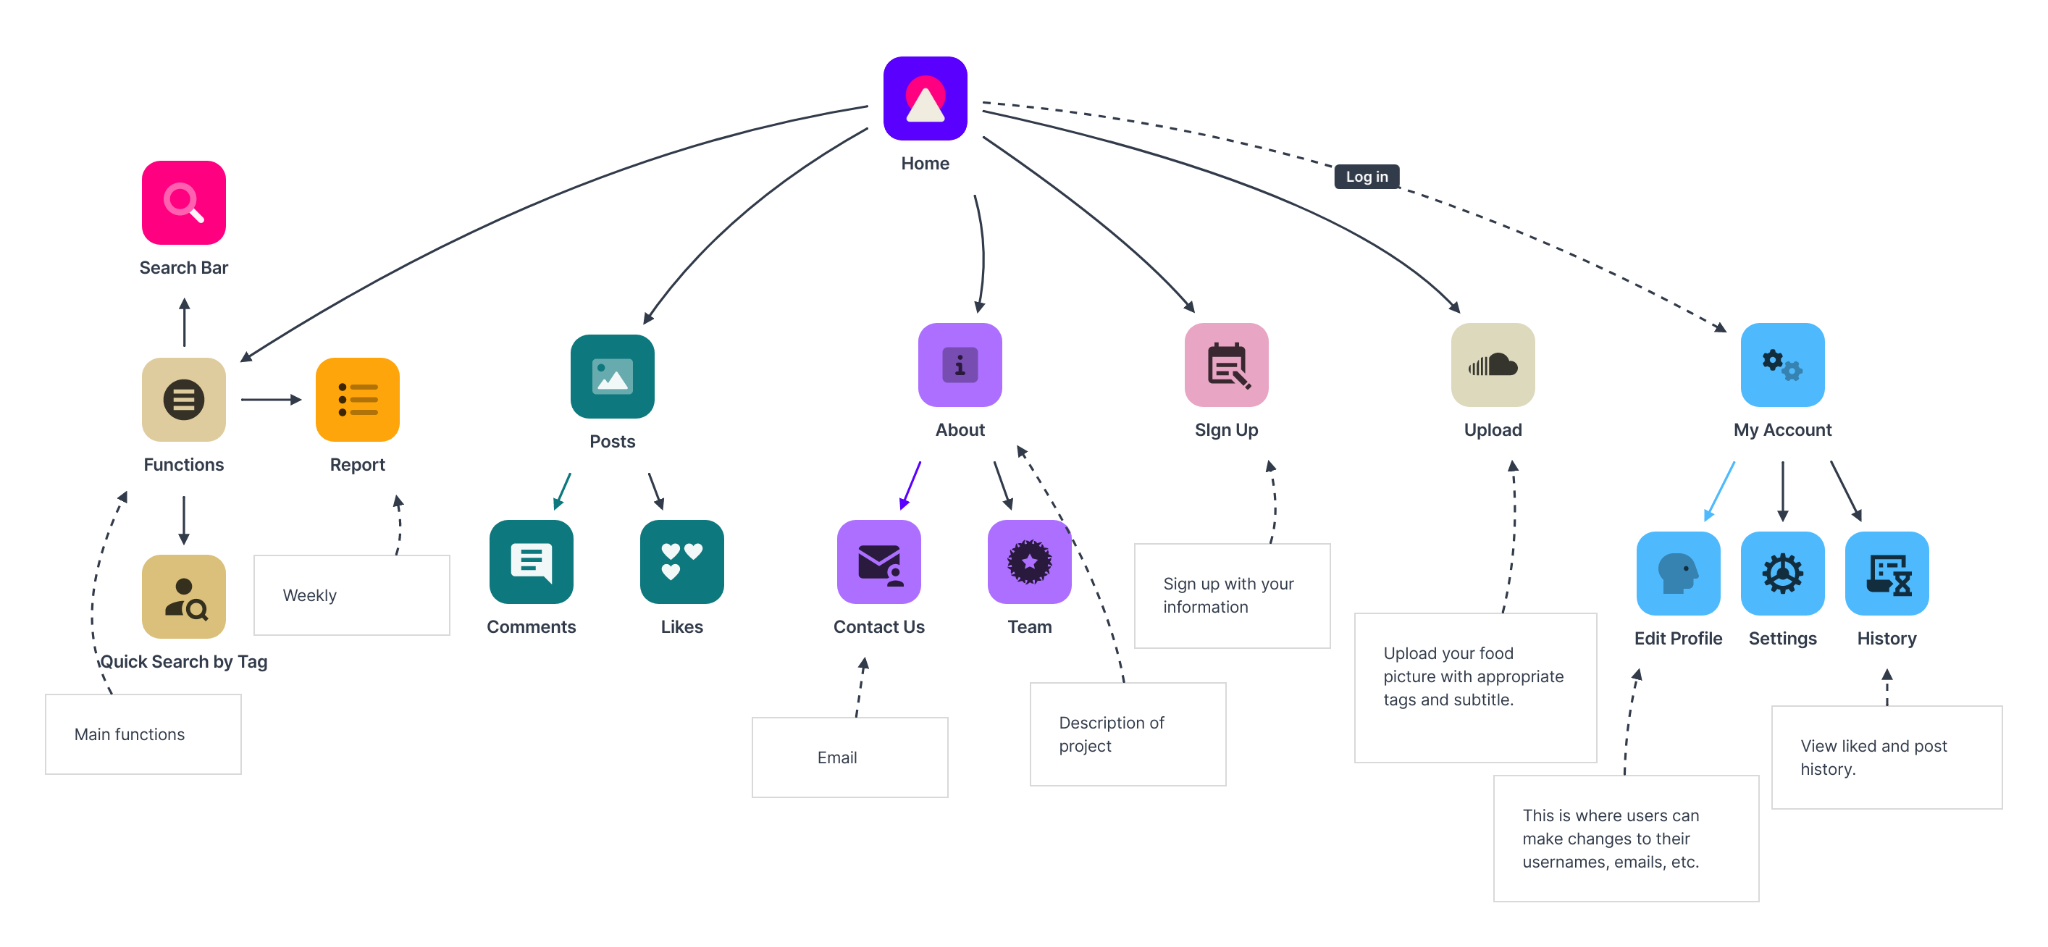 Home
Log in
Search Bar
Functions
Report
Posts
About
SIgn Up
Upload
My Account
Quick Search by Tag
Comments
Likes
Contact Us
Team
Edit Profile
Settings
History
Main functions
Weekly
Email
Description of
project
Sign up with your
information
Upload your food
picture with appropriate
tags and subtitle.
This is where users can
make changes to their
usernames, emails, etc.
View liked and post
history.